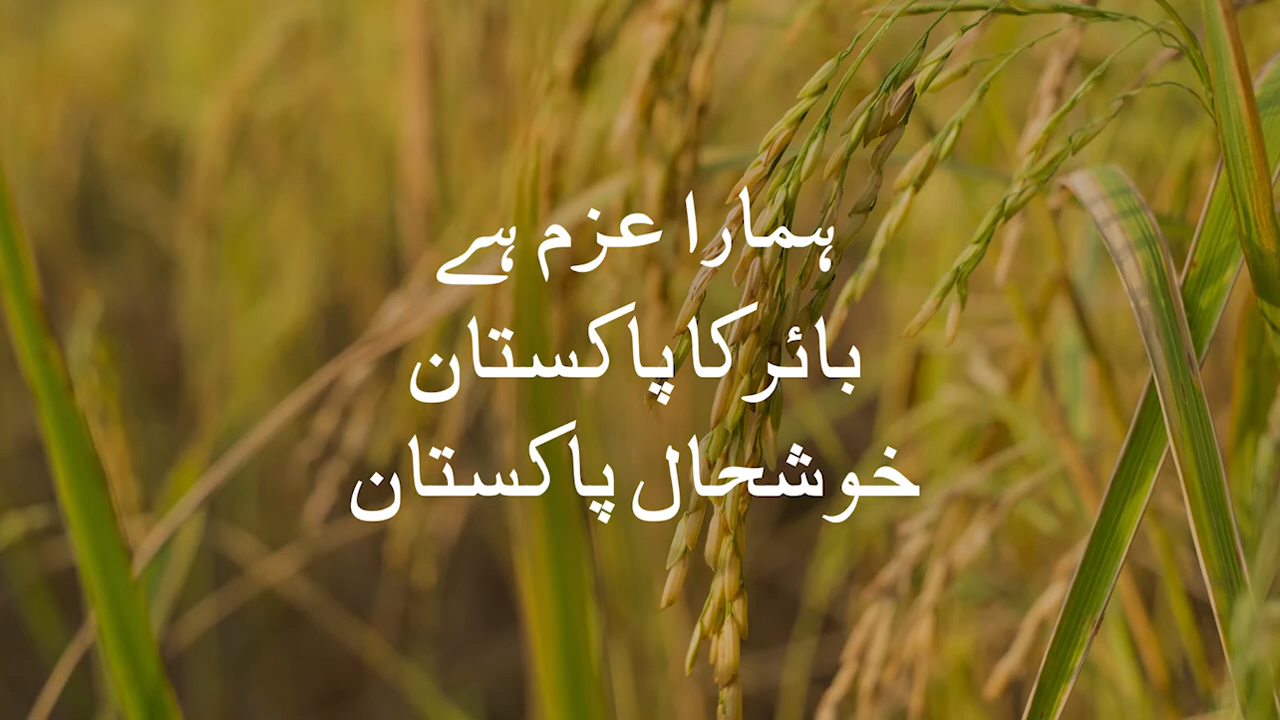 ہمارا عزم ہے
بائر کا پاکستان
خوشحال پاکستان